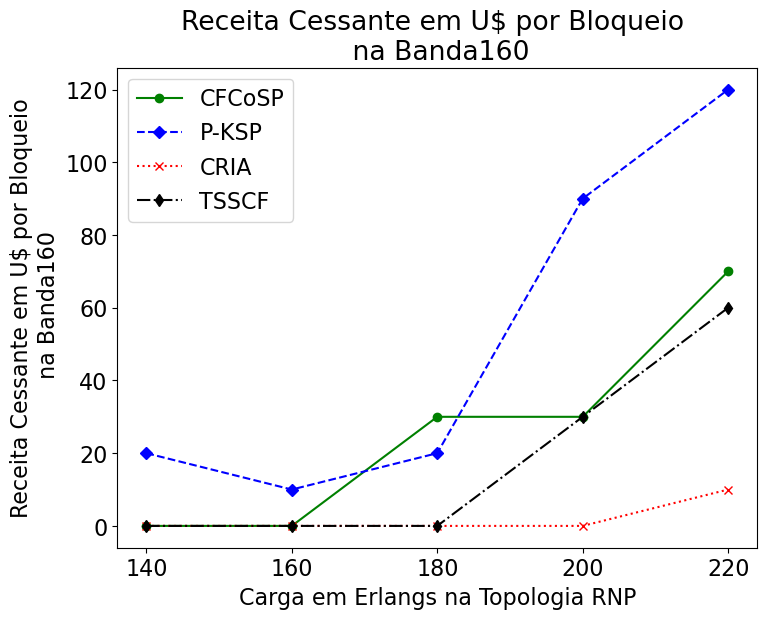 Receita Cessante em U$ por Bloqueio
na Banda160
Receita Cessante em U$ por Bloqueio
na Banda160
120
100
80
60
40
20
0
CFCoSP
P-KSP
CRIA
TSSCF
140 160 180 200 220
Carga em Erlangs na Topologia RNP